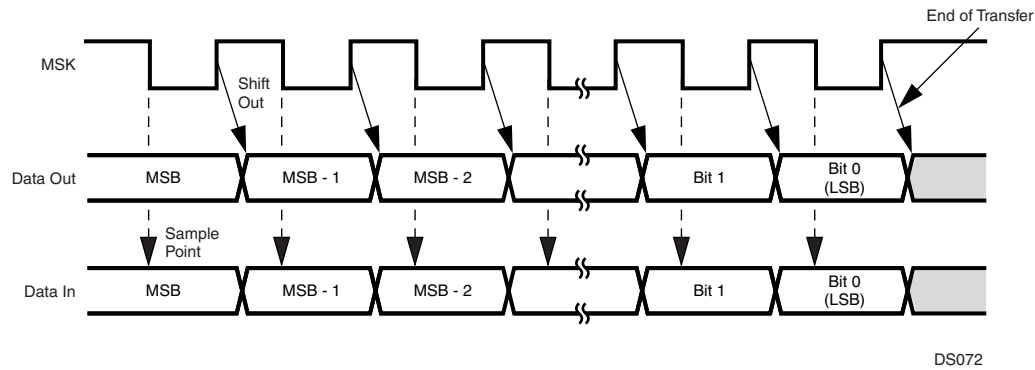 End of Transfer
MSK
Shift
Out
Data Out
MSB
MSB - 1
MSB - 2
Bit 1
Bit 0
(LSB)
Sample
Point
Data In
MSB
MSB - 1
MSB - 2
Bit 1
Bit 0
(LSB)
DS072